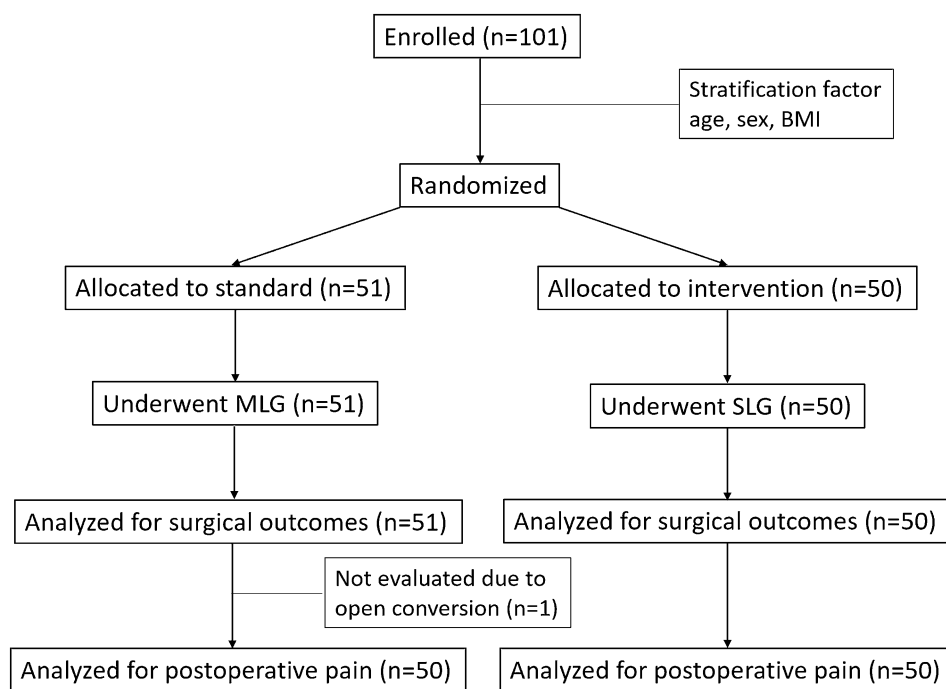 Enrolled (n=101)
Stratification factor
age, sex, BMI
Randomized
Allocated to standard (n=51)
Allocated to intervention (n=50)
Underwent MLG (n=51)
Underwent SLG (n=50)
Analyzed for surgical outcomes (n=51)
Analyzed for surgical outcomes (n=50)
Not evaluated due to
open conversion (n=1)
Analyzed for postoperative pain (n=50)
Analyzed for postoperative pain (n=50)